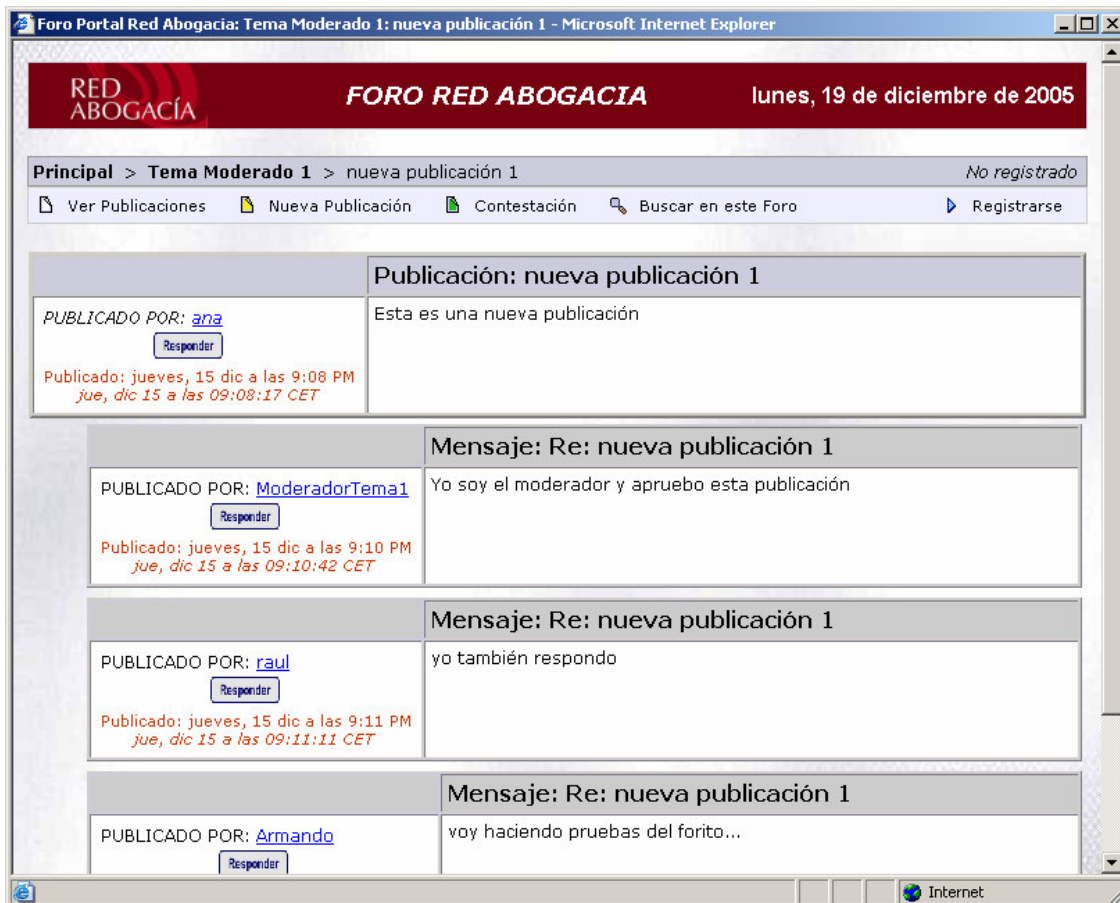 Foro Portal Red Abogacia: Tema Moderado 1: nueva publicación 1 - Microsoft Internet Explorer
RED
ABOGACÍA
FORO RED ABOGACIA
lunes, 19 de diciembre de 2005
Principal > Tema Moderado 1 > nueva publicación 1
No registrado
Ver Publicaciones
Nueva Publicación
Contestación
Buscar en este Foro
Registrarse
Publicación: nueva publicación 1
PUBLICADO POR: ana
Responder
Publicado: jueves, 15 dic a las 9:08 PM
jue, dic 15 a las 09:08:17 CET
Esta es una nueva publicación
Mensaje: Re: nueva publicación 1
PUBLICADO POR: ModeradorTema1
Responder
Publicado: jueves, 15 dic a las 9:10 PM
jue, dic 15 a las 09:10:42 CET
Yo soy el moderador y apruebo esta publicación
Mensaje: Re: nueva publicación 1
PUBLICADO POR: raul
Responder
Publicado: jueves, 15 dic a las 9:11 PM
jue, dic 15 a las 09:11:11 CET
yo también respondo
Mensaje: Re: nueva publicación 1
PUBLICADO POR: Armando
Responder
voy haciendo pruebas del forito...
Internet